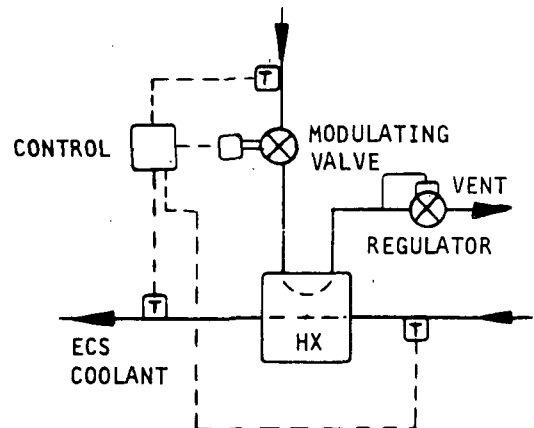 T
CONTROL
MODULATING
VALVE
VENT
REGULATOR
T
HX
T
ECS
COOLANT